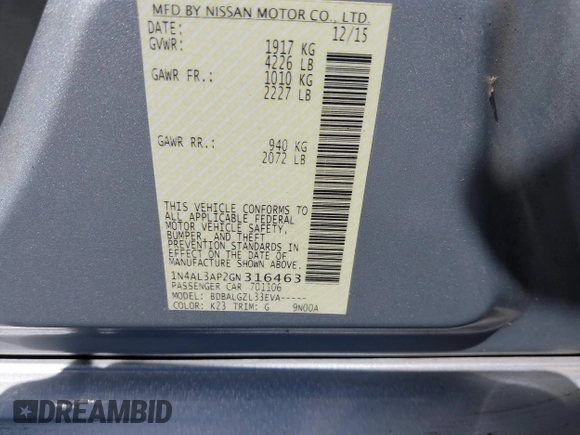 MFD BY NISSAN MOTOR CO., LTD.
DATE: 12/15
GVWR: 1917 KG
4226 LB
GAWR FR.: 1010 KG
2227 LB
GAWR RR.: 940 KG
2072 LB
THIS VEHICLE CONFORMS TO
ALL APPLICABLE FEDERAL
MOTOR VEHICLE SAFETY,
BUMPER, AND THEFT
PREVENTION STANDARDS
IN EFFECT ON THE DATE OF
MANUFACTURE SHOWN ABOVE.
1N4AL3AP2GN316463
PASSENGER CAR 701106
MODEL: BDBALGZL33EVA-----
COLOR: K23 TRIM: G 9N00A
DREAMBID